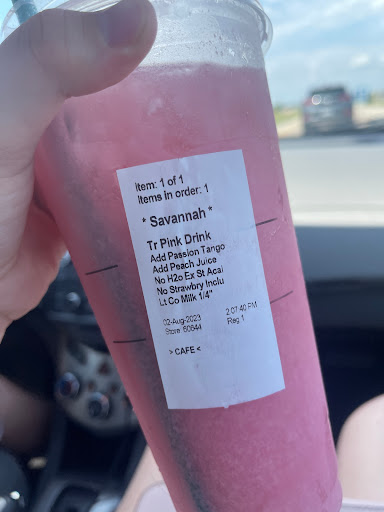 Item: 1 of 1
Items in order: 1
* Savannah *
Tr Pink Drink
Add Passion Tango
Add Peach Juice
No H2o Ex St Acai
No Strawbry Inclu
Lt Co Milk 1/4"
02-Aug-2023 2:07:40 PM
Store: 60644 Reg 1
> CAFE <